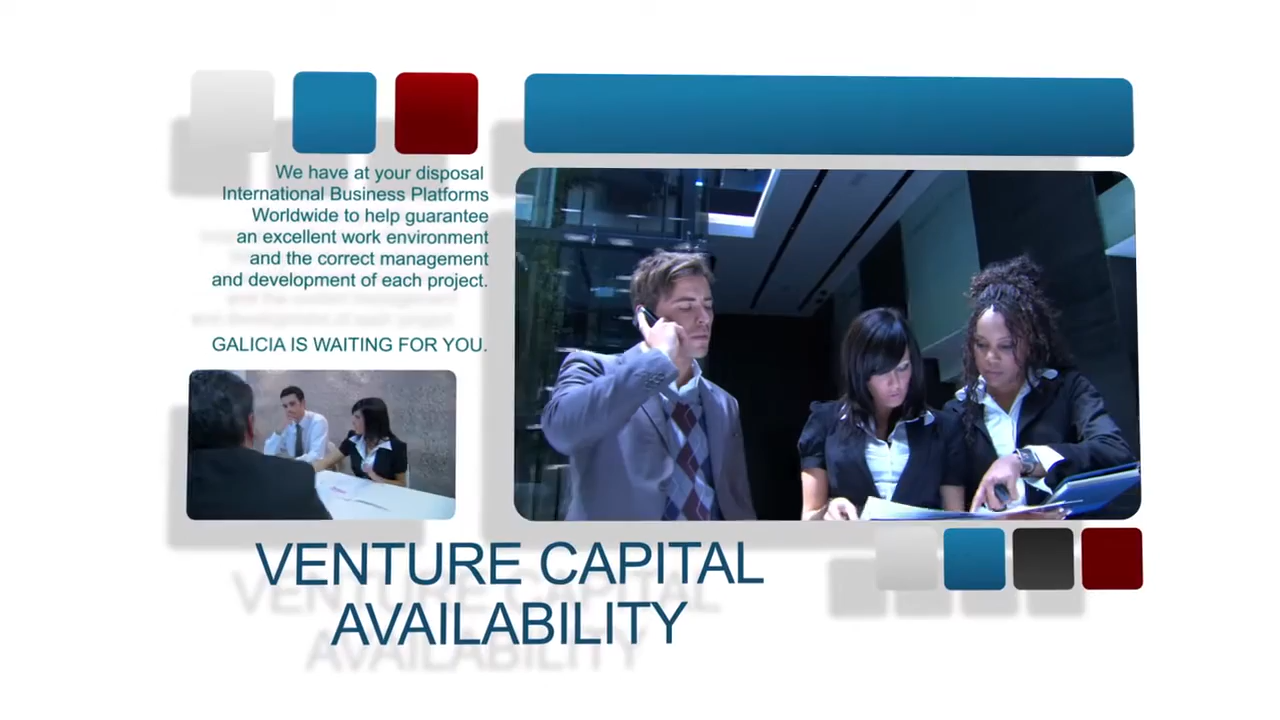 We have at your disposal
International Business Platforms
Worldwide to help guarantee
an excellent work environment
and the correct management
and development of each project.
GALICIA IS WAITING FOR YOU.
VENTURE CAPITAL
AVAILABILITY